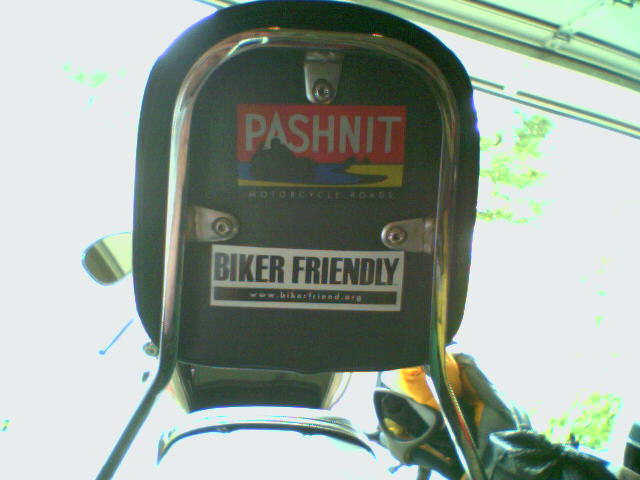 PASHNIT
MOTORCYCLE ROADS
BIKER FRIENDLY
www.bikerfriend.org